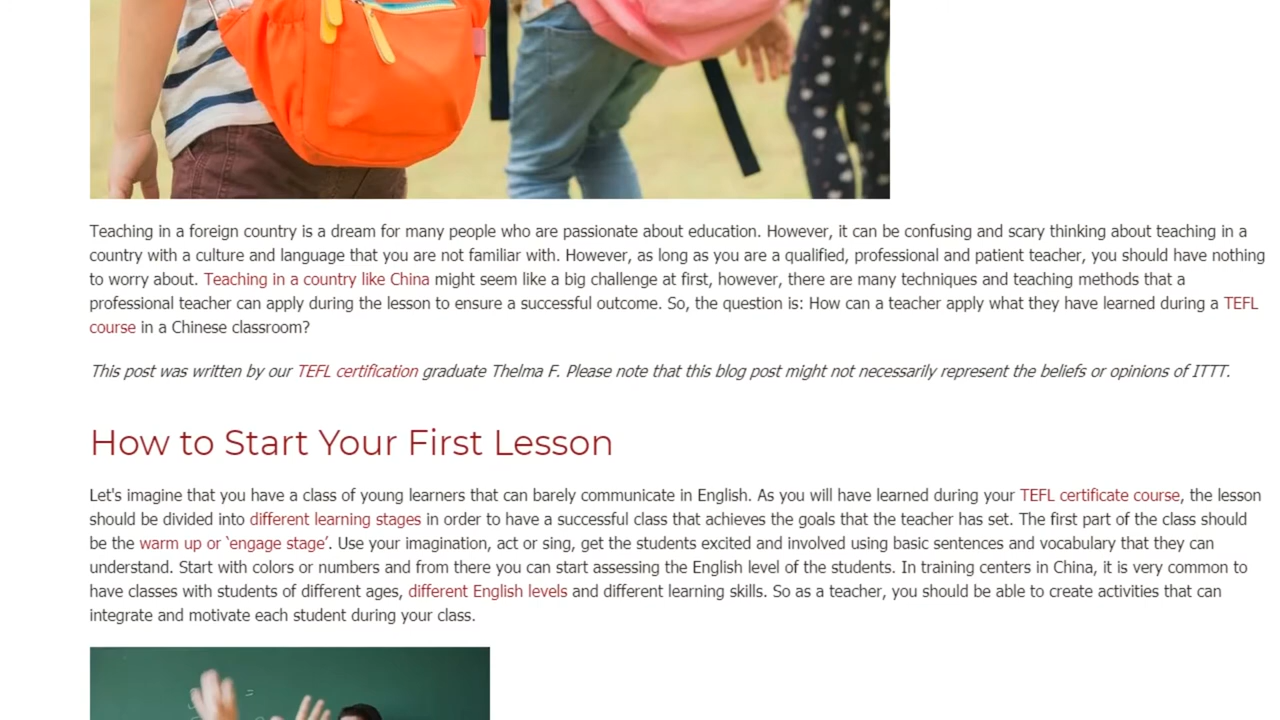 Teaching in a foreign country is a dream for many people who are passionate about education. However, it can be confusing and scary thinking about teaching in a
country with a culture and language that you are not familiar with. However, as long as you are a qualified, professional and patient teacher, you should have nothing
to worry about. Teaching in a country like China might seem like a big challenge at first, however, there are many techniques and teaching methods that a
professional teacher can apply during the lesson to ensure a successful outcome. So, the question is: How can a teacher apply what they have learned during a TEFL
course in a Chinese classroom?
This post was written by our TEFL certification graduate Thelma F. Please note that this blog post might not necessarily represent the beliefs or opinions of ITTT.
How to Start Your First Lesson
Let's imagine that you have a class of young learners that can barely communicate in English. As you will have learned during your TEFL certificate course, the lesson
should be divided into different learning stages in order to have a successful class that achieves the goals that the teacher has set. The first part of the class should
be the warm up or ‘engage stage’. Use your imagination, act or sing, get the students excited and involved using basic sentences and vocabulary that they can
understand. Start with colors or numbers and from there you can start assessing the English level of the students. In training centers in China, it is very common to
have classes with students of different ages, different English levels and different learning skills. So as a teacher, you should be able to create activities that can
integrate and motivate each student during your class.